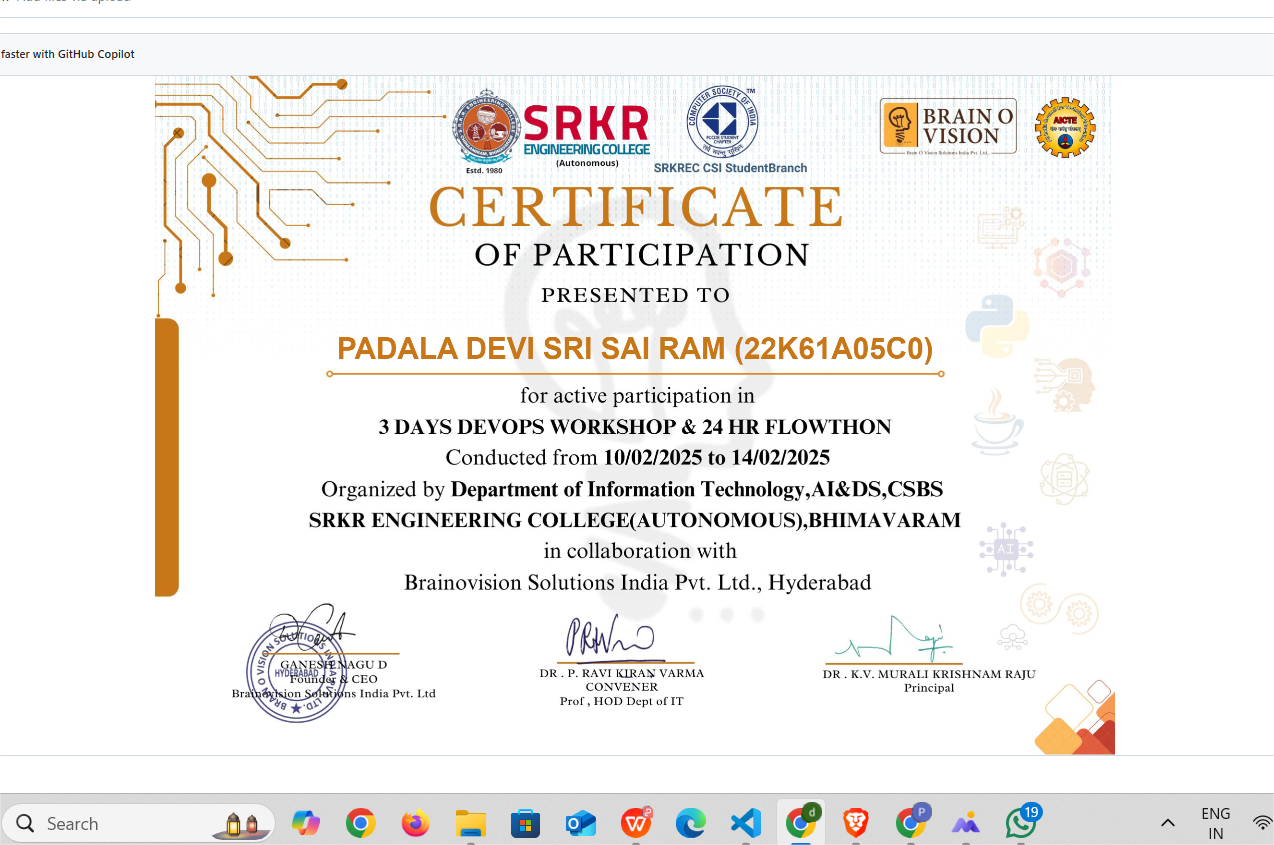 faster with GitHub Copilot
SRKR
ENGINEERING COLLEGE
(Autonomous)
Estd. 1980
COMPUTER SOCIETY OF INDIA
TM
SRKREC CSI StudentBranch
BRAIN O
VISION
Brain O Vision Solutions India Pvt. Ltd.
AICTE
CERTIFICATE
OF PARTICIPATION
PRESENTED TO
PADALA DEVI SRI SAI RAM (22K61A05C0)
for active participation in
3 DAYS DEVOPS WORKSHOP & 24 HR FLOWTHON
Conducted from 10/02/2025 to 14/02/2025
Organized by Department of Information Technology,AI&DS,CSBS
SRKR ENGINEERING COLLEGE(AUTONOMOUS),BHIMAVARAM
in collaboration with
Brainovision Solutions India Pvt. Ltd., Hyderabad
AI
GANESH NAGU D
Founder & CEO
Brainovision Solutions India Pvt. Ltd
BRAIN O VISION SOLUTIONS INDIA PVT. LTD.
HYDERABAD
DR . P. RAVI KIRAN VARMA
CONVENER
Prof , HOD Dept of IT
DR . K.V. MURALI KRISHNAM RAJU
Principal
Search
d
P
19
ENG
IN